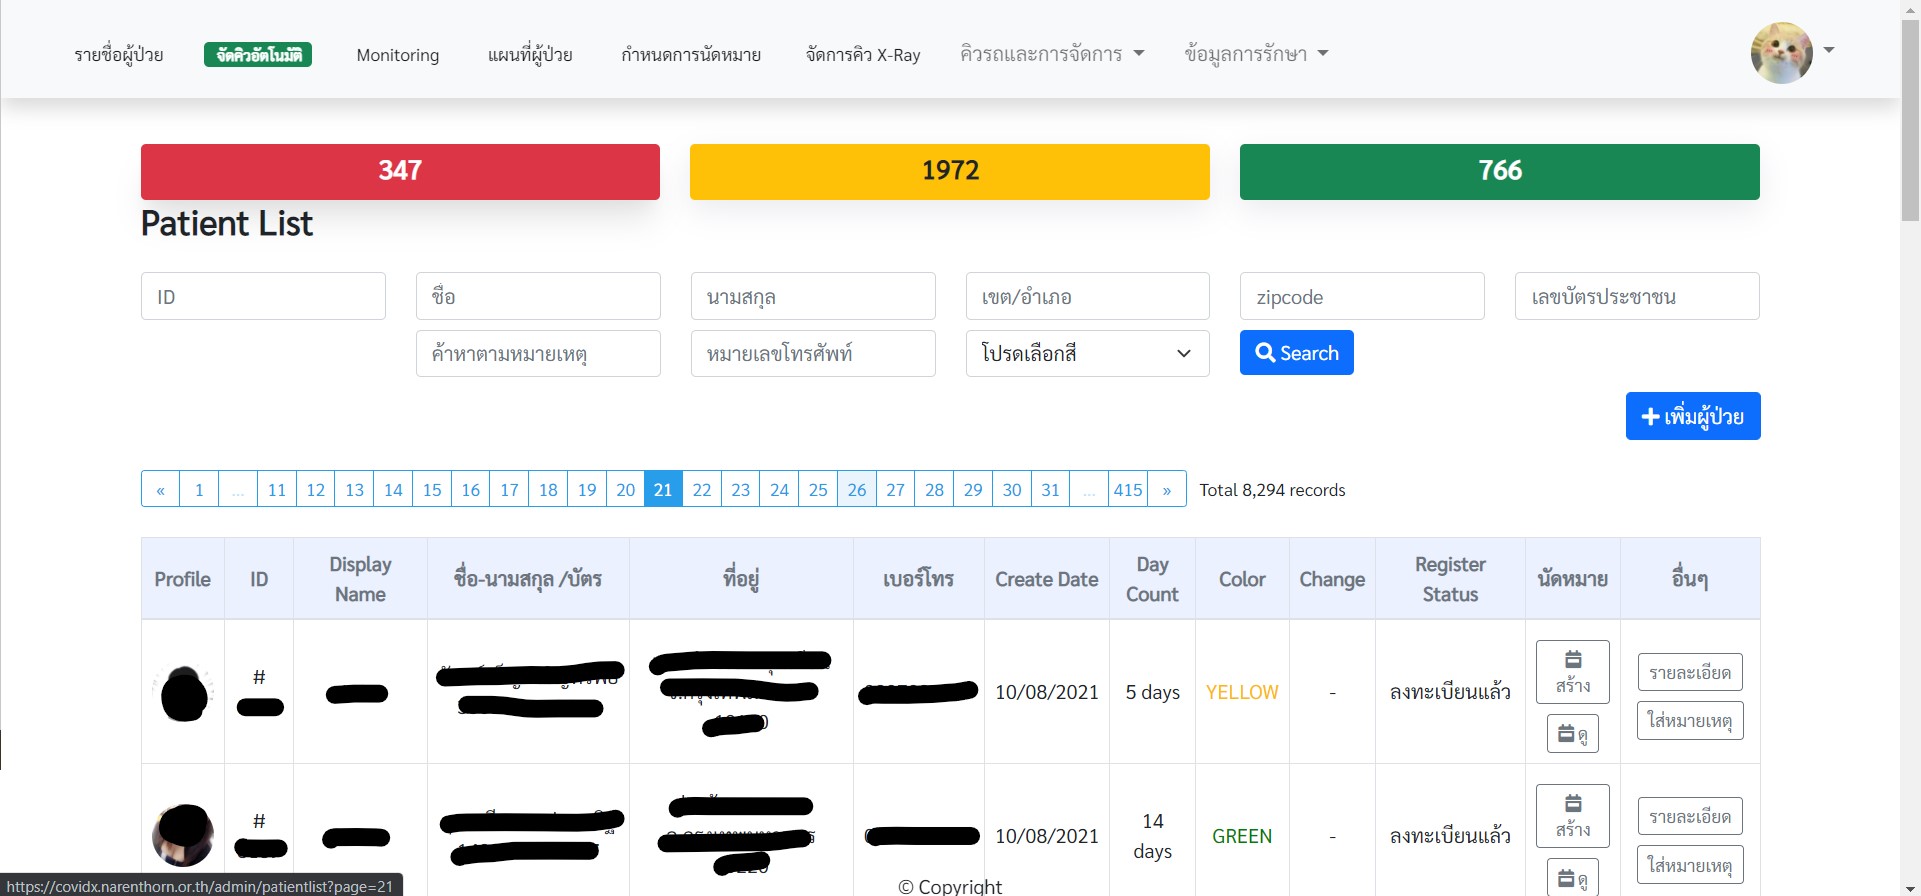 รายชื่อผู้ป่วย จัดคิวอัตโนมัติ Monitoring แผนที่ผู้ป่วย กำหนดการนัดหมาย จัดการคิว X-Ray คิวรถและการจัดการ ข้อมูลการรักษา
347 1972 766
Patient List
ID ชื่อ นามสกุล เขต/อำเภอ zipcode เลขบัตรประชาชน
ค้าหาตามหมายเหตุ หมายเลขโทรศัพท์ โปรดเลือกสี Search
เพิ่มผู้ป่วย
« 1 ... 11 12 13 14 15 16 17 18 19 20 21 22 23 24 25 26 27 28 29 30 31 ... 415 » Total 8,294 records
Profile ID Display Name ชื่อ-นามสกุล /บัตร ที่อยู่ เบอร์โทร Create Date Day Count Color Change Register Status นัดหมาย อื่นๆ
# 10/08/2021 5 days YELLOW - ลงทะเบียนแล้ว สร้าง ดู รายละเอียด ใส่หมายเหตุ
# 10/08/2021 14 days GREEN - ลงทะเบียนแล้ว สร้าง ดู รายละเอียด ใส่หมายเหตุ
© Copyright
https://covidx.narenthorn.or.th/admin/patientlist?page=21